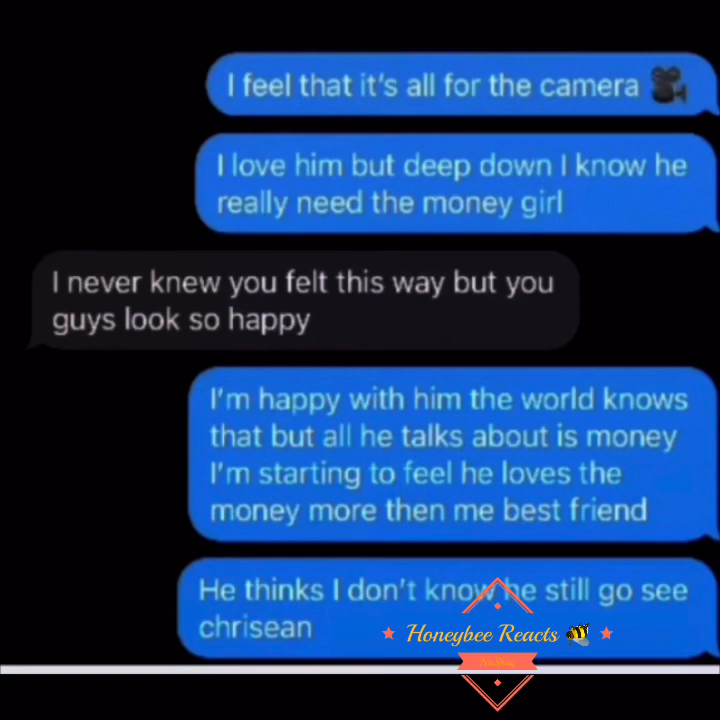 I feel that it's all for the camera 🎥
I love him but deep down I know he
really need the money girl
I never knew you felt this way but you
guys look so happy
I'm happy with him the world knows
that but all he talks about is money
I'm starting to feel he loves the
money more then me best friend
He thinks I don't know he still go see
chrisean
Honeybee Reacts 🐝